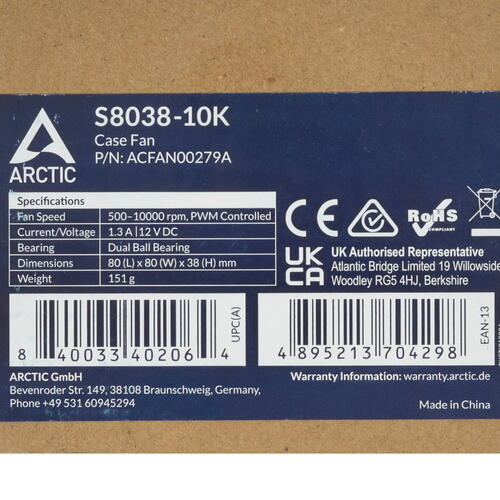 S8038-10K
Case Fan
P/N: ACFAN00279A
ARCTIC
Specifications
Fan Speed 500-10000 rpm, PWM Controlled
Current/Voltage 1.3 A | 12 V DC
Bearing Dual Ball Bearing
Dimensions 80 (L) x 80 (W) x 38 (H) mm
Weight 151 g
CE
RoHS
COMPLIANT
UK
CA
UK Authorised Representative
Atlantic Bridge Limited 19 Willowside
Woodley RG5 4HJ, Berkshire
8 40033 40206 4
UPC(A)
4 895213 704298
EAN-13
ARCTIC GmbH
Bevenroder Str. 149, 38108 Braunschweig, Germany,
Phone +49 531 60945294
Warranty Information: warranty.arctic.de
Made in China